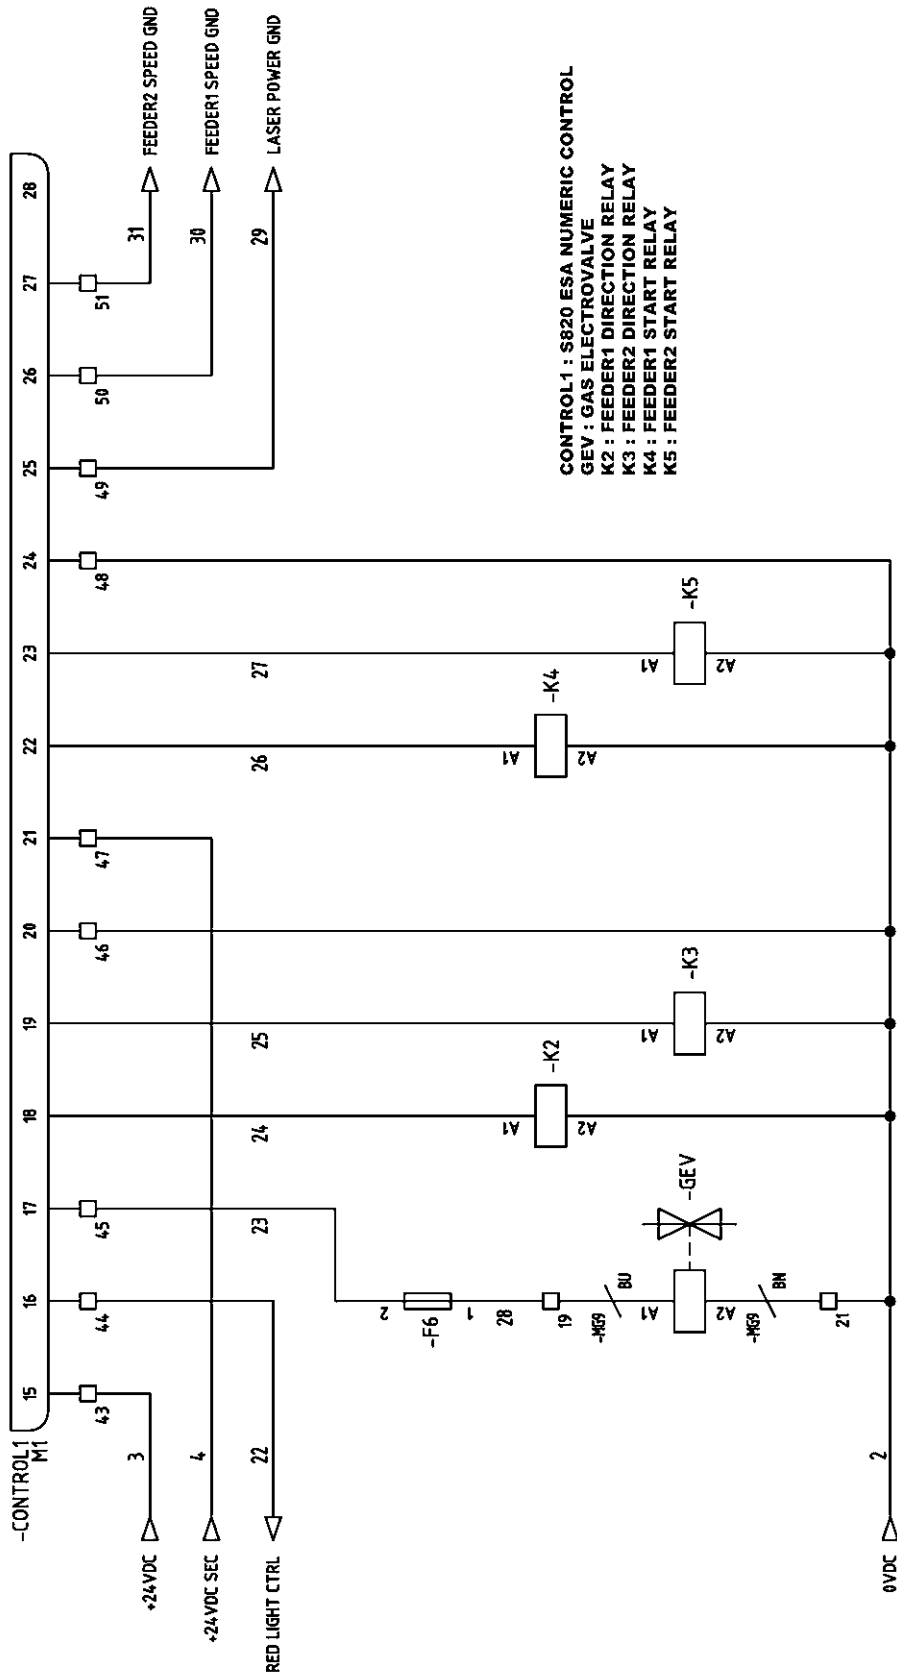 -CONTROL1
M1
15 16 17 18 19 20 21 22 23 24 25 26 27 28
43 44 45 46 47 48 49 50 51
+24VDC 3
31 FEEDER2 SPEED GND
+24VDC SEC 4
30 FEEDER1 SPEED GND
RED LIGHT CTRL 22
23 24 25 26 27
29 LASER POWER GND
2
-F6
1
28
19
-MG9 BU
A1
A2
-GEV
-MG9 BN
21
A1 -K2 A2
A1 -K3 A2
A1 -K4 A2
A1 -K5 A2
0VDC 2
CONTROL1 : S820 ESA NUMERIC CONTROL
GEV : GAS ELECTROVALVE
K2 : FEEDER1 DIRECTION RELAY
K3 : FEEDER2 DIRECTION RELAY
K4 : FEEDER1 START RELAY
K5 : FEEDER2 START RELAY